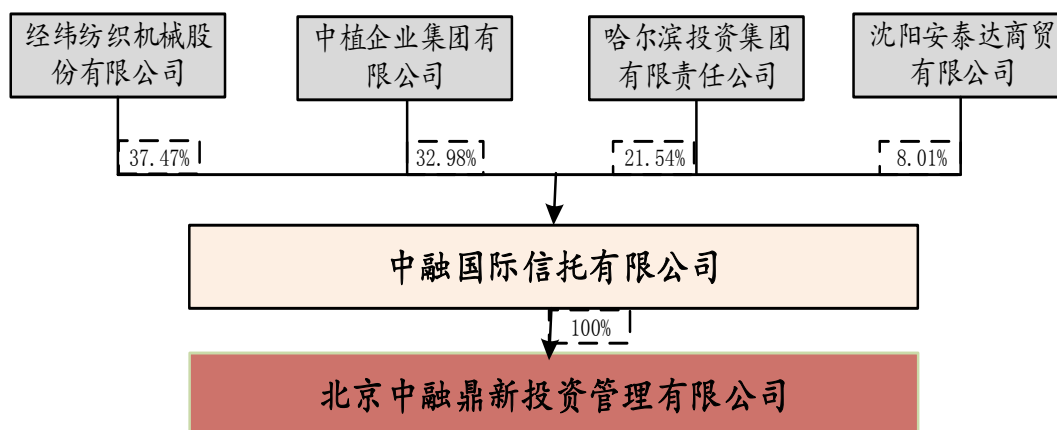 经纬纺织机械股
份有限公司
中植企业集团有
限公司
哈尔滨投资集团
有限责任公司
沈阳安泰达商贸
有限公司
37.47%
32.98%
21.54%
8.01%
中融国际信托有限公司
100%
北京中融鼎新投资管理有限公司